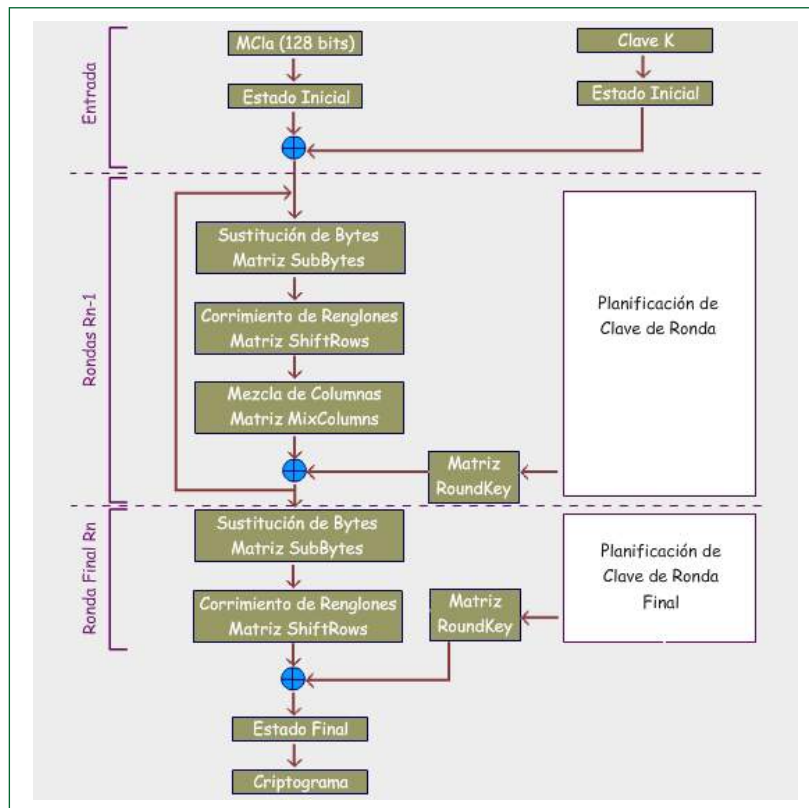 Entrada
MCla (128 bits)
Clave K
Estado Inicial
Estado Inicial
Rondas Rn-1
Sustitución de Bytes
Matriz SubBytes
Corrimiento de Renglones
Matriz ShiftRows
Mezcla de Columnas
Matriz MixColumns
Matriz
RoundKey
Planificación de
Clave de Ronda
Ronda Final Rn
Sustitución de Bytes
Matriz SubBytes
Corrimiento de Renglones
Matriz ShiftRows
Matriz
RoundKey
Planificación de
Clave de Ronda
Final
Estado Final
Criptograma